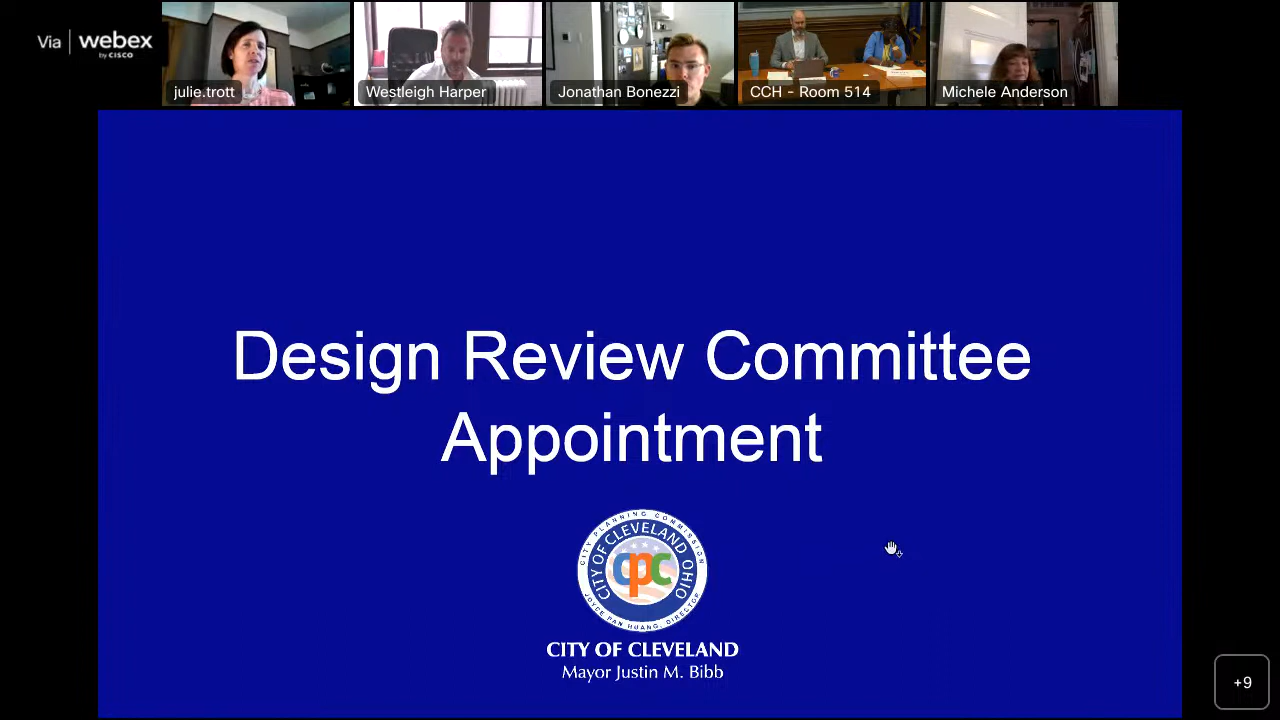 Via webex
by CISCO
julie.trott
Westleigh Harper
Jonathan Bonezzi
CCH - Room 514
Michele Anderson
Design Review Committee
Appointment
CITY PLANNING COMMISSION
CITY OF CLEVELAND OHIO
cpc
JOYCE PAN HUANG, DIRECTOR
CITY OF CLEVELAND
Mayor Justin M. Bibb
+9